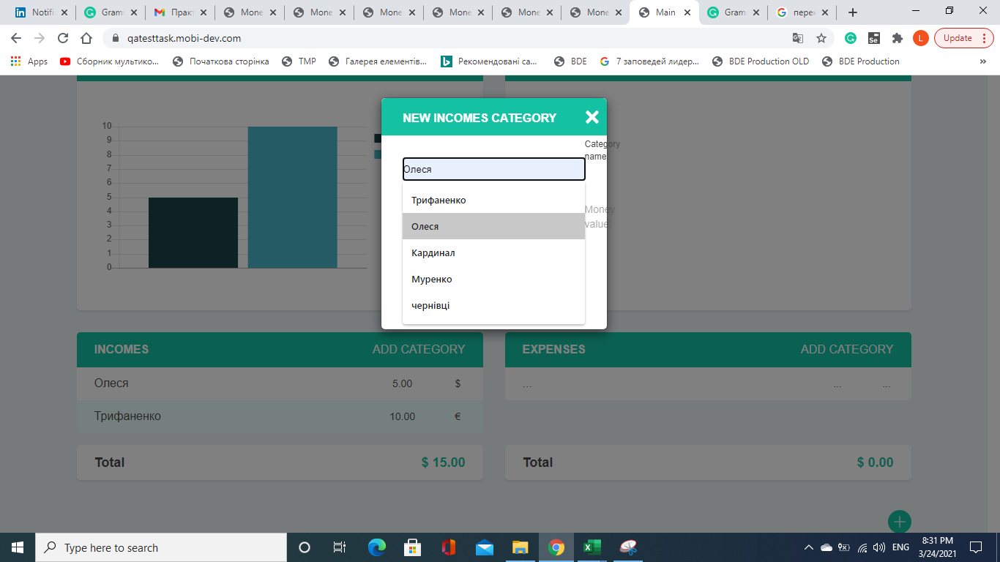 Notifi
Gram
Прак
Mone
Mone
Mone
Mone
Mone
Mone
Main
Gram
пере
qatesttask.mobi-dev.com
Se
L
Update
Apps
Сборник мультико...
Початкова сторінка
TMP
Галерея елементів...
Рекомендовані са...
BDE
7 заповедей лидер...
BDE Production OLD
BDE Production
»
NEW INCOMES CATEGORY
Category
name
Олеся
Money
value
Трифаненко
Олеся
Кардинал
Муренко
чернівці
10
9
8
7
6
5
4
3
2
1
0
INCOMES ADD CATEGORY
Олеся 5.00 $
Трифаненко 10.00 €
Total $ 15.00
EXPENSES ADD CATEGORY
... ... ...
Total $ 0.00
Type here to search
ENG
8:31 PM
3/24/2021